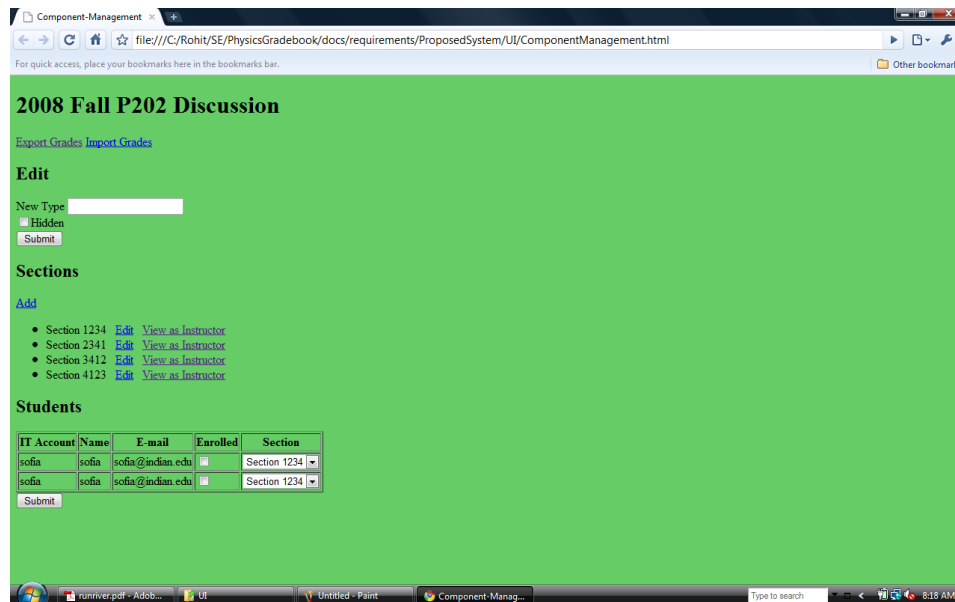 Component-Management
file:///C:/Rohit/SE/PhysicsGradebook/docs/requirements/ProposedSystem/UI/ComponentManagement.html
For quick access, place your bookmarks here in the bookmarks bar.
Other bookmark
2008 Fall P202 Discussion
Export Grades Import Grades
Edit
New Type
Hidden
Submit
Sections
Add
Section 1234 Edit View as Instructor
Section 2341 Edit View as Instructor
Section 3412 Edit View as Instructor
Section 4123 Edit View as Instructor
Students
IT Account Name E-mail Enrolled Section
sofia sofia sofia@indian.edu Section 1234
sofia sofia sofia@indian.edu Section 1234
Submit
runriver.pdf - Adob... UI Untitled - Paint Component-Manag... Type to search 8:18 AM